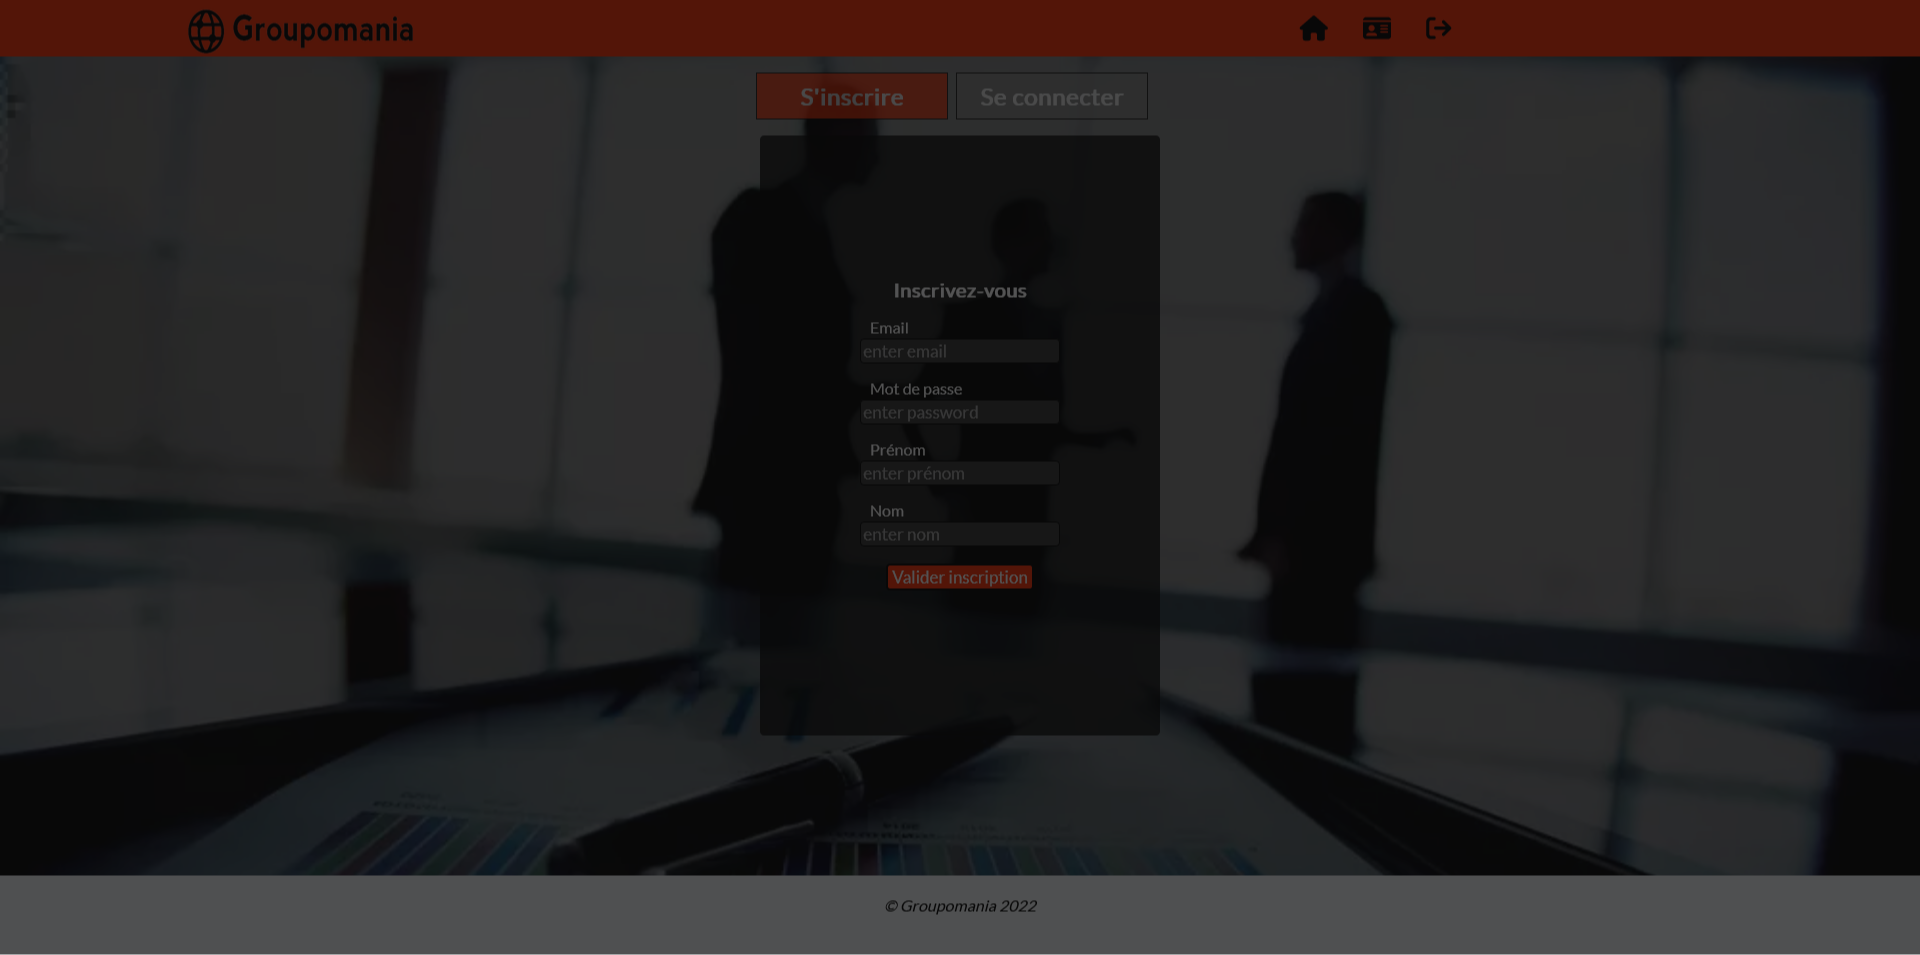 Groupomania
S'inscrire Se connecter
Inscrivez-vous
Email
enter email
Mot de passe
enter password
Prénom
enter prénom
Nom
enter nom
Valider inscription
© Groupomania 2022